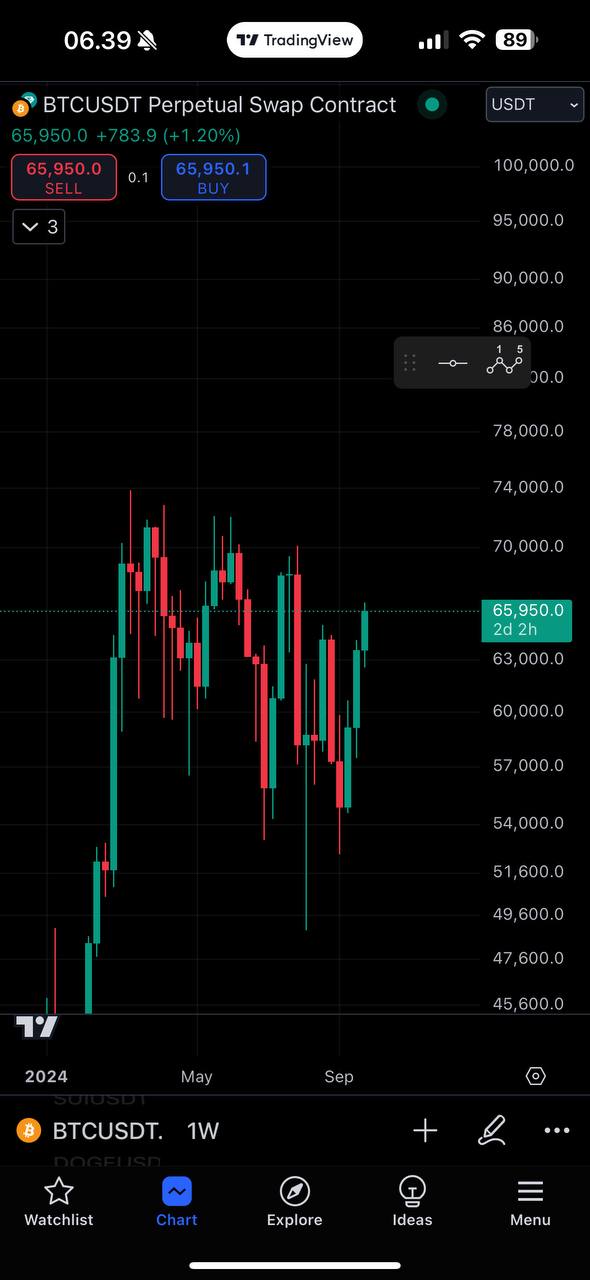 06.39
TradingView
89
BTCUSDT Perpetual Swap Contract
USDT
65,950.0 +783.9 (+1.20%)
65,950.0
SELL
0.1
65,950.1
BUY
3
100,000.0
95,000.0
90,000.0
86,000.0
1 5
00.0
78,000.0
74,000.0
70,000.0
65,950.0
2d 2h
63,000.0
60,000.0
57,000.0
54,000.0
51,600.0
49,600.0
47,600.0
45,600.0
2024 May Sep
SUIUSDT
BTCUSDT. 1W
DOGEUSD
Watchlist Chart Explore Ideas Menu